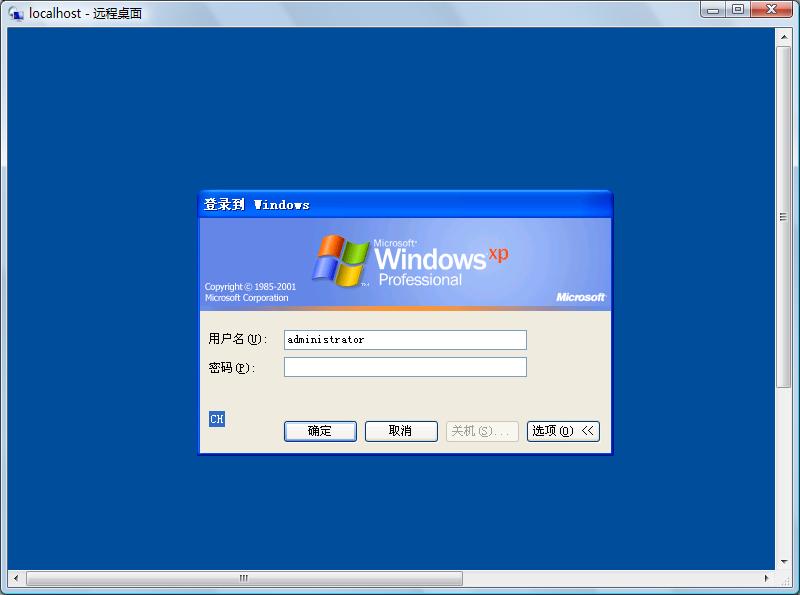 localhost - 远程桌面
登录到 Windows
Microsoft®
Windows xp
Professional
Copyright © 1985-2001
Microsoft Corporation
Microsoft®
用户名(U):
administrator
密码(P):
CH
确定
取消
关机(S)...
选项(O) <<